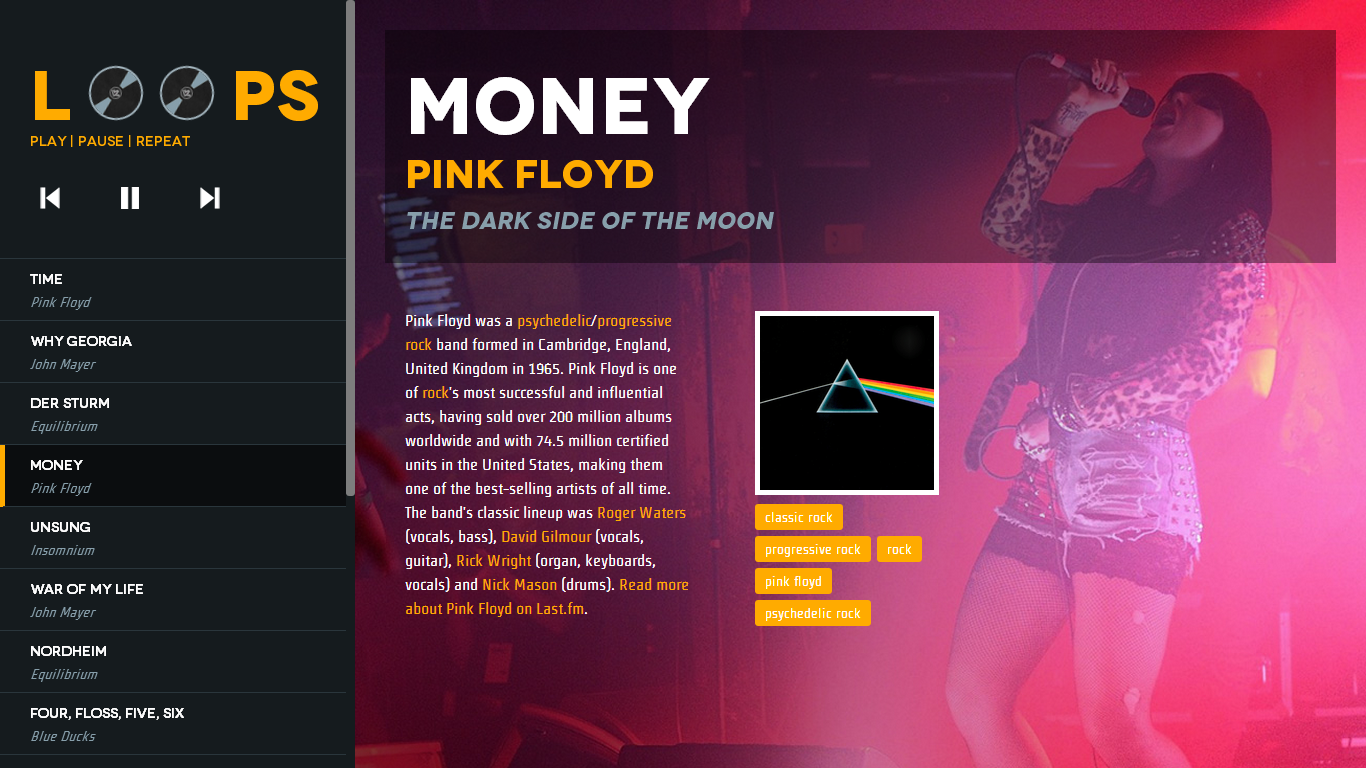 LOOPS
PLAY | PAUSE | REPEAT
TIME
Pink Floyd
WHY GEORGIA
John Mayer
DER STURM
Equilibrium
MONEY
Pink Floyd
UNSUNG
Insomnium
WAR OF MY LIFE
John Mayer
NORDHEIM
Equilibrium
FOUR, FLOSS, FIVE, SIX
Blue Ducks
MONEY
PINK FLOYD
THE DARK SIDE OF THE MOON
Pink Floyd was a psychedelic/progressive
rock band formed in Cambridge, England,
United Kingdom in 1965. Pink Floyd is one
of rock's most successful and influential
acts, having sold over 200 million albums
worldwide and with 74.5 million certified
units in the United States, making them
one of the best-selling artists of all time.
The band's classic lineup was Roger Waters
(vocals, bass), David Gilmour (vocals,
guitar), Rick Wright (organ, keyboards,
vocals) and Nick Mason (drums). Read more
about Pink Floyd on Last.fm.
classic rock
progressive rock rock
pink floyd
psychedelic rock